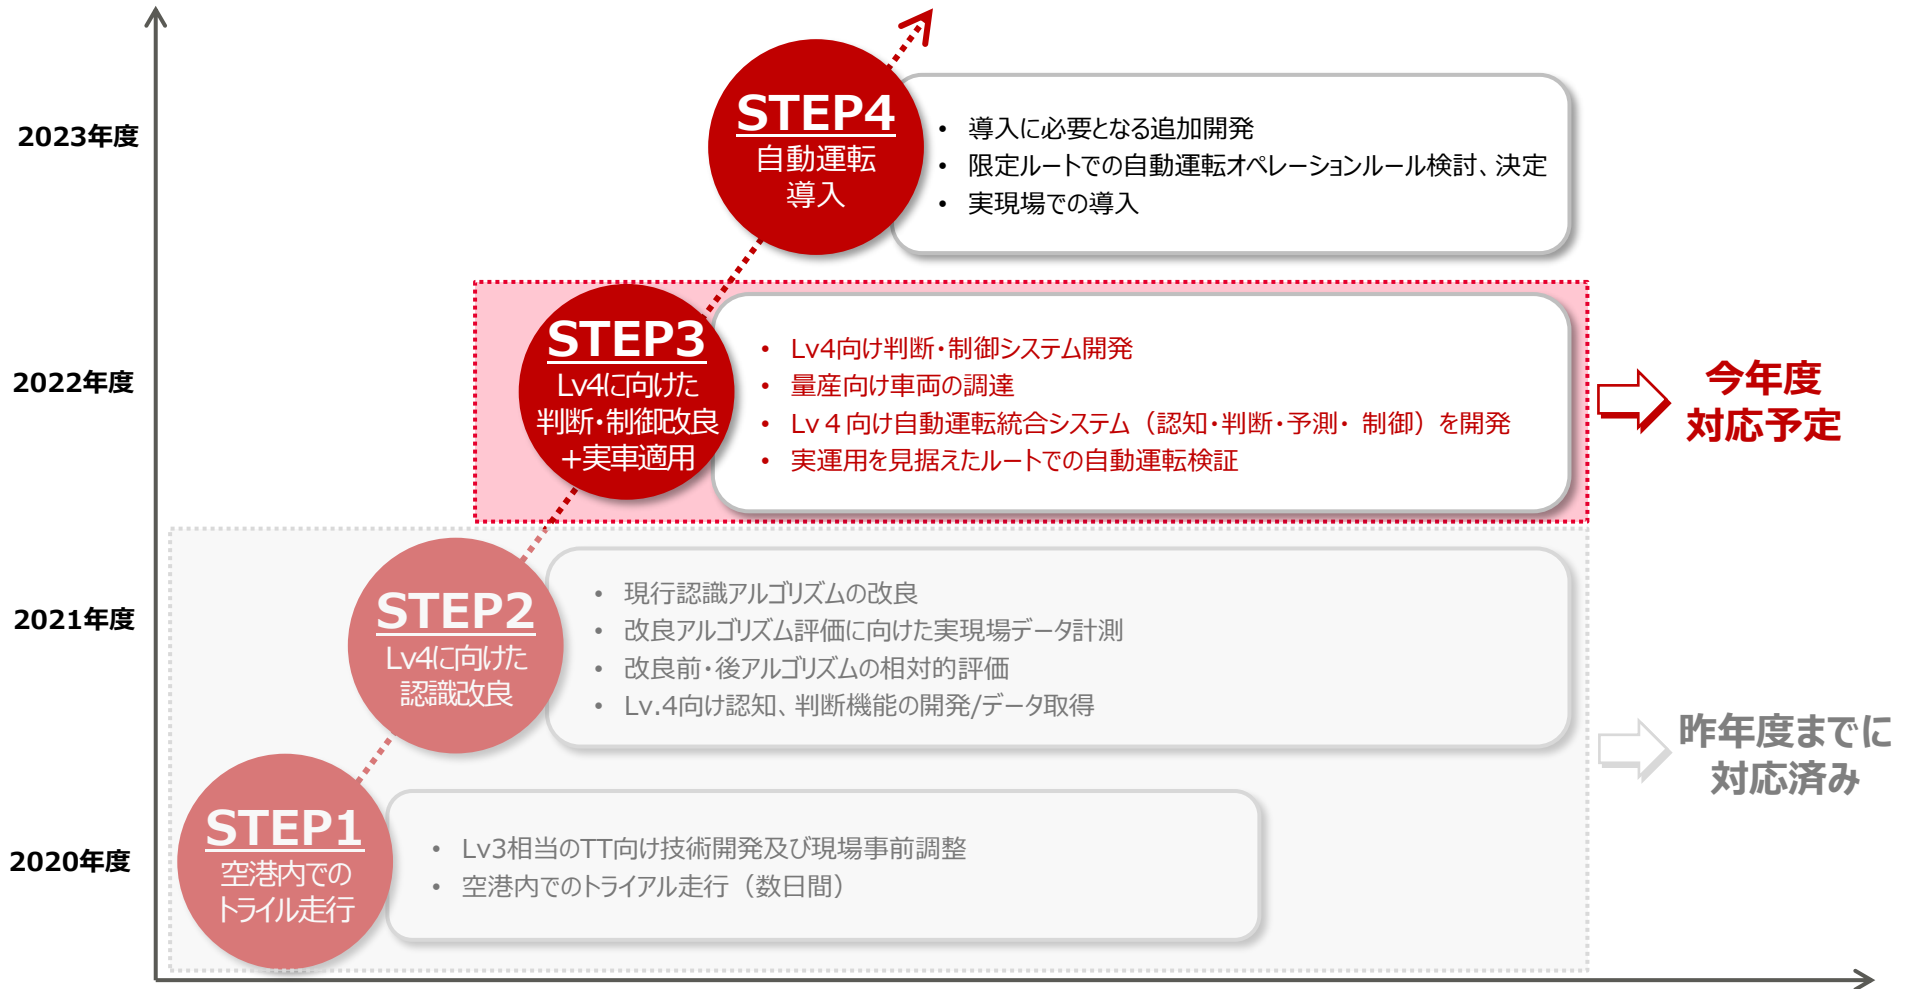 2023年度
STEP4
自動運転
導入
• 導入に必要となる追加開発
• 限定ルートでの自動運転オペレーションルール検討、決定
• 実現場での導入
2022年度
STEP3
Lv4に向けた
判断・制御改良
+実車適用
• Lv4向け判断・制御システム開発
• 量産向け車両の調達
• Lv４向け自動運転統合システム（認知・判断・予測・ 制御）を開発
• 実運用を見据えたルートでの自動運転検証
今年度
対応予定
2021年度
STEP2
Lv4に向けた
認識改良
• 現行認識アルゴリズムの改良
• 改良アルゴリズム評価に向けた実現場データ計測
• 改良前・後アルゴリズムの相対的評価
• Lv.4向け認知、判断機能の開発/データ取得
昨年度までに
対応済み
2020年度
STEP1
空港内での
トライル走行
• Lv3相当のTT向け技術開発及び現場事前調整
• 空港内でのトライアル走行（数日間）